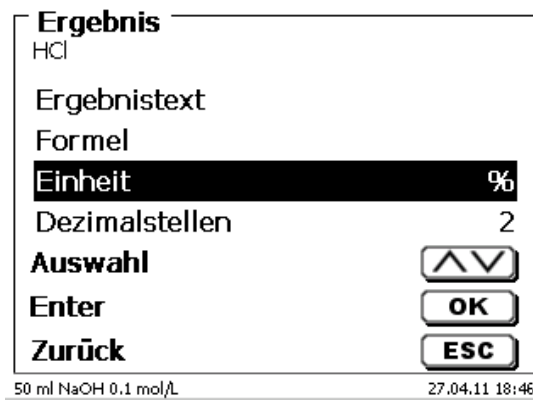 Ergebnis
HCl
Ergebnistext
Formel
Einheit %
Dezimalstellen 2
Auswahl
Enter OK
Zurück ESC
50 ml NaOH 0.1 mol/L 27.04.11 18:46